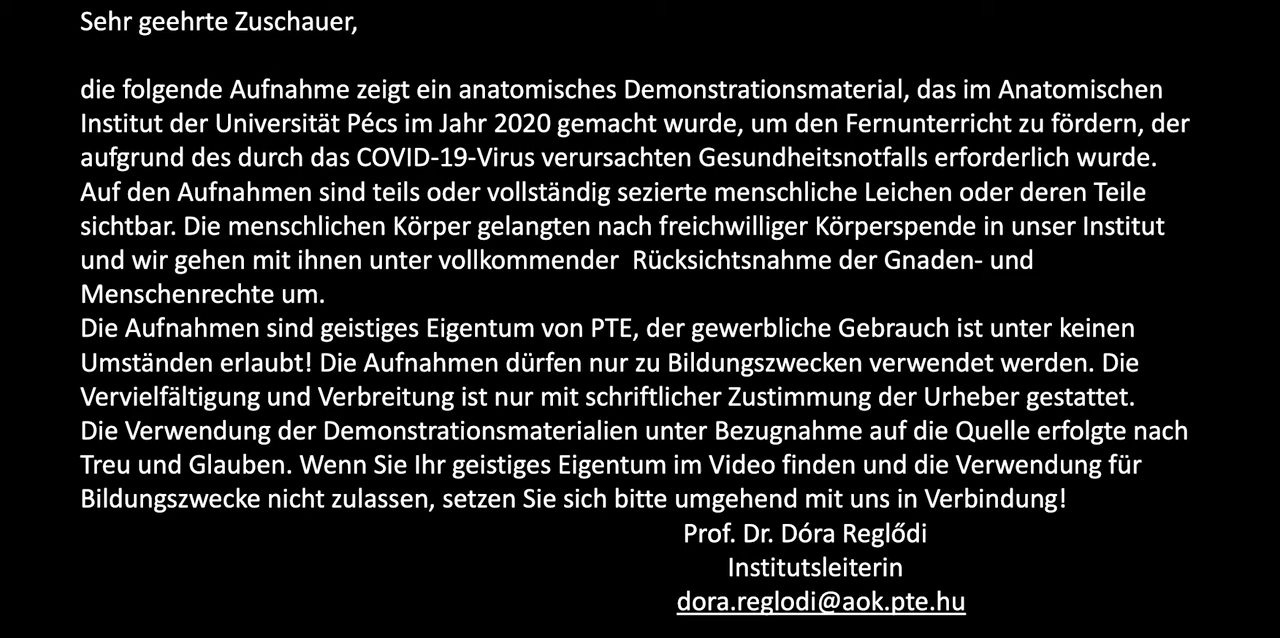 Sehr geehrte Zuschauer,
die folgende Aufnahme zeigt ein anatomisches Demonstrationsmaterial, das im Anatomischen
Institut der Universität Pécs im Jahr 2020 gemacht wurde, um den Fernunterricht zu fördern, der
aufgrund des durch das COVID-19-Virus verursachten Gesundheitsnotfalls erforderlich wurde.
Auf den Aufnahmen sind teils oder vollständig sezierte menschliche Leichen oder deren Teile
sichtbar. Die menschlichen Körper gelangten nach freichwilliger Körperspende in unser Institut
und wir gehen mit ihnen unter vollkommender Rücksichtsnahme der Gnaden- und
Menschenrechte um.
Die Aufnahmen sind geistiges Eigentum von PTE, der gewerbliche Gebrauch ist unter keinen
Umständen erlaubt! Die Aufnahmen dürfen nur zu Bildungszwecken verwendet werden. Die
Vervielfältigung und Verbreitung ist nur mit schriftlicher Zustimmung der Urheber gestattet.
Die Verwendung der Demonstrationsmaterialien unter Bezugnahme auf die Quelle erfolgte nach
Treu und Glauben. Wenn Sie Ihr geistiges Eigentum im Video finden und die Verwendung für
Bildungszwecke nicht zulassen, setzen Sie sich bitte umgehend mit uns in Verbindung!
Prof. Dr. Dóra Reglődi
Institutsleiterin
dora.reglodi@aok.pte.hu